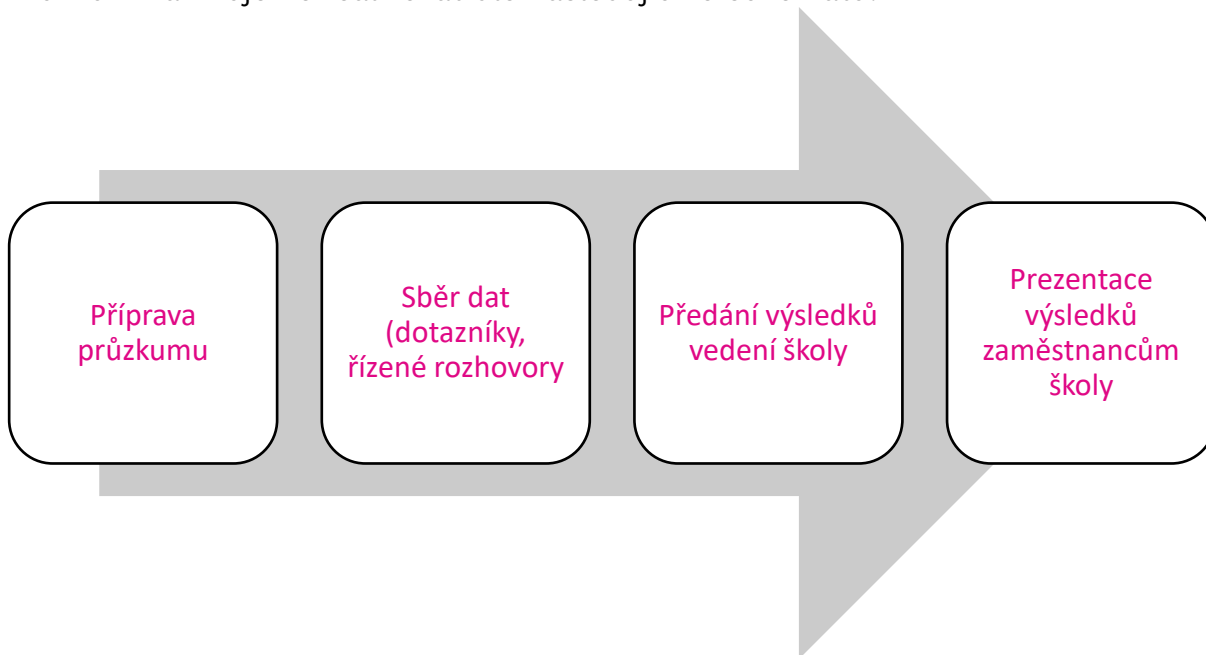 Příprava
průzkumu
Sběr dat
(dotazníky,
řízené rozhovory
Předání výsledků
vedení školy
Prezentace
výsledků
zaměstnancům
školy